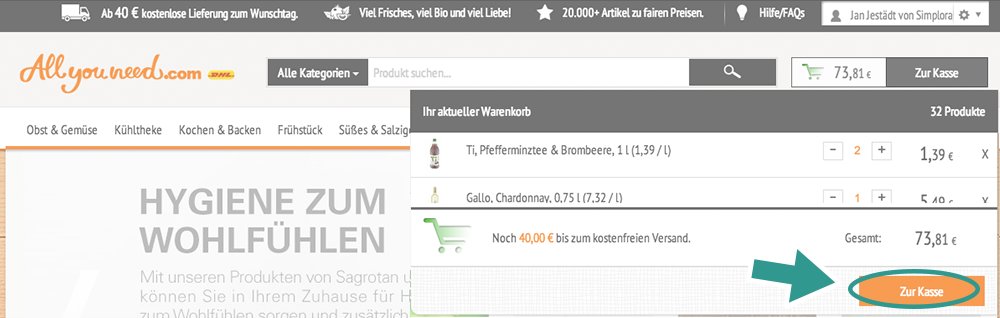 Ab 40 € kostenlose Lieferung zum Wunschtag.
Viel Frisches, viel Bio und viel Liebe!
20.000+ Artikel zu fairen Preisen.
Hilfe/FAQs
Jan Jestädt von Simplora
Allyouneed.com DHL
Alle Kategorien
Produkt suchen...
73,81 €
Zur Kasse
Ihr aktueller Warenkorb
32 Produkte
Obst & Gemüse Kühltheke Kochen & Backen Frühstück Süßes & Salzig
Ti, Pfefferminztee & Brombeere, 1 l (1,39 / l)
- 2 +
1,39 €
X
Gallo, Chardonnay, 0,75 l (7,32 / l)
- 1 +
5,49 €
X
HYGIENE ZUM
WOHLFÜHLEN
Noch 40,00 € bis zum kostenfreien Versand.
Gesamt:
73,81 €
Mit unseren Produkten von Sagrotan u
können Sie in Ihrem Zuhause für H
zum Wohlfühlen sorgen und zusätzlich
Zur Kasse